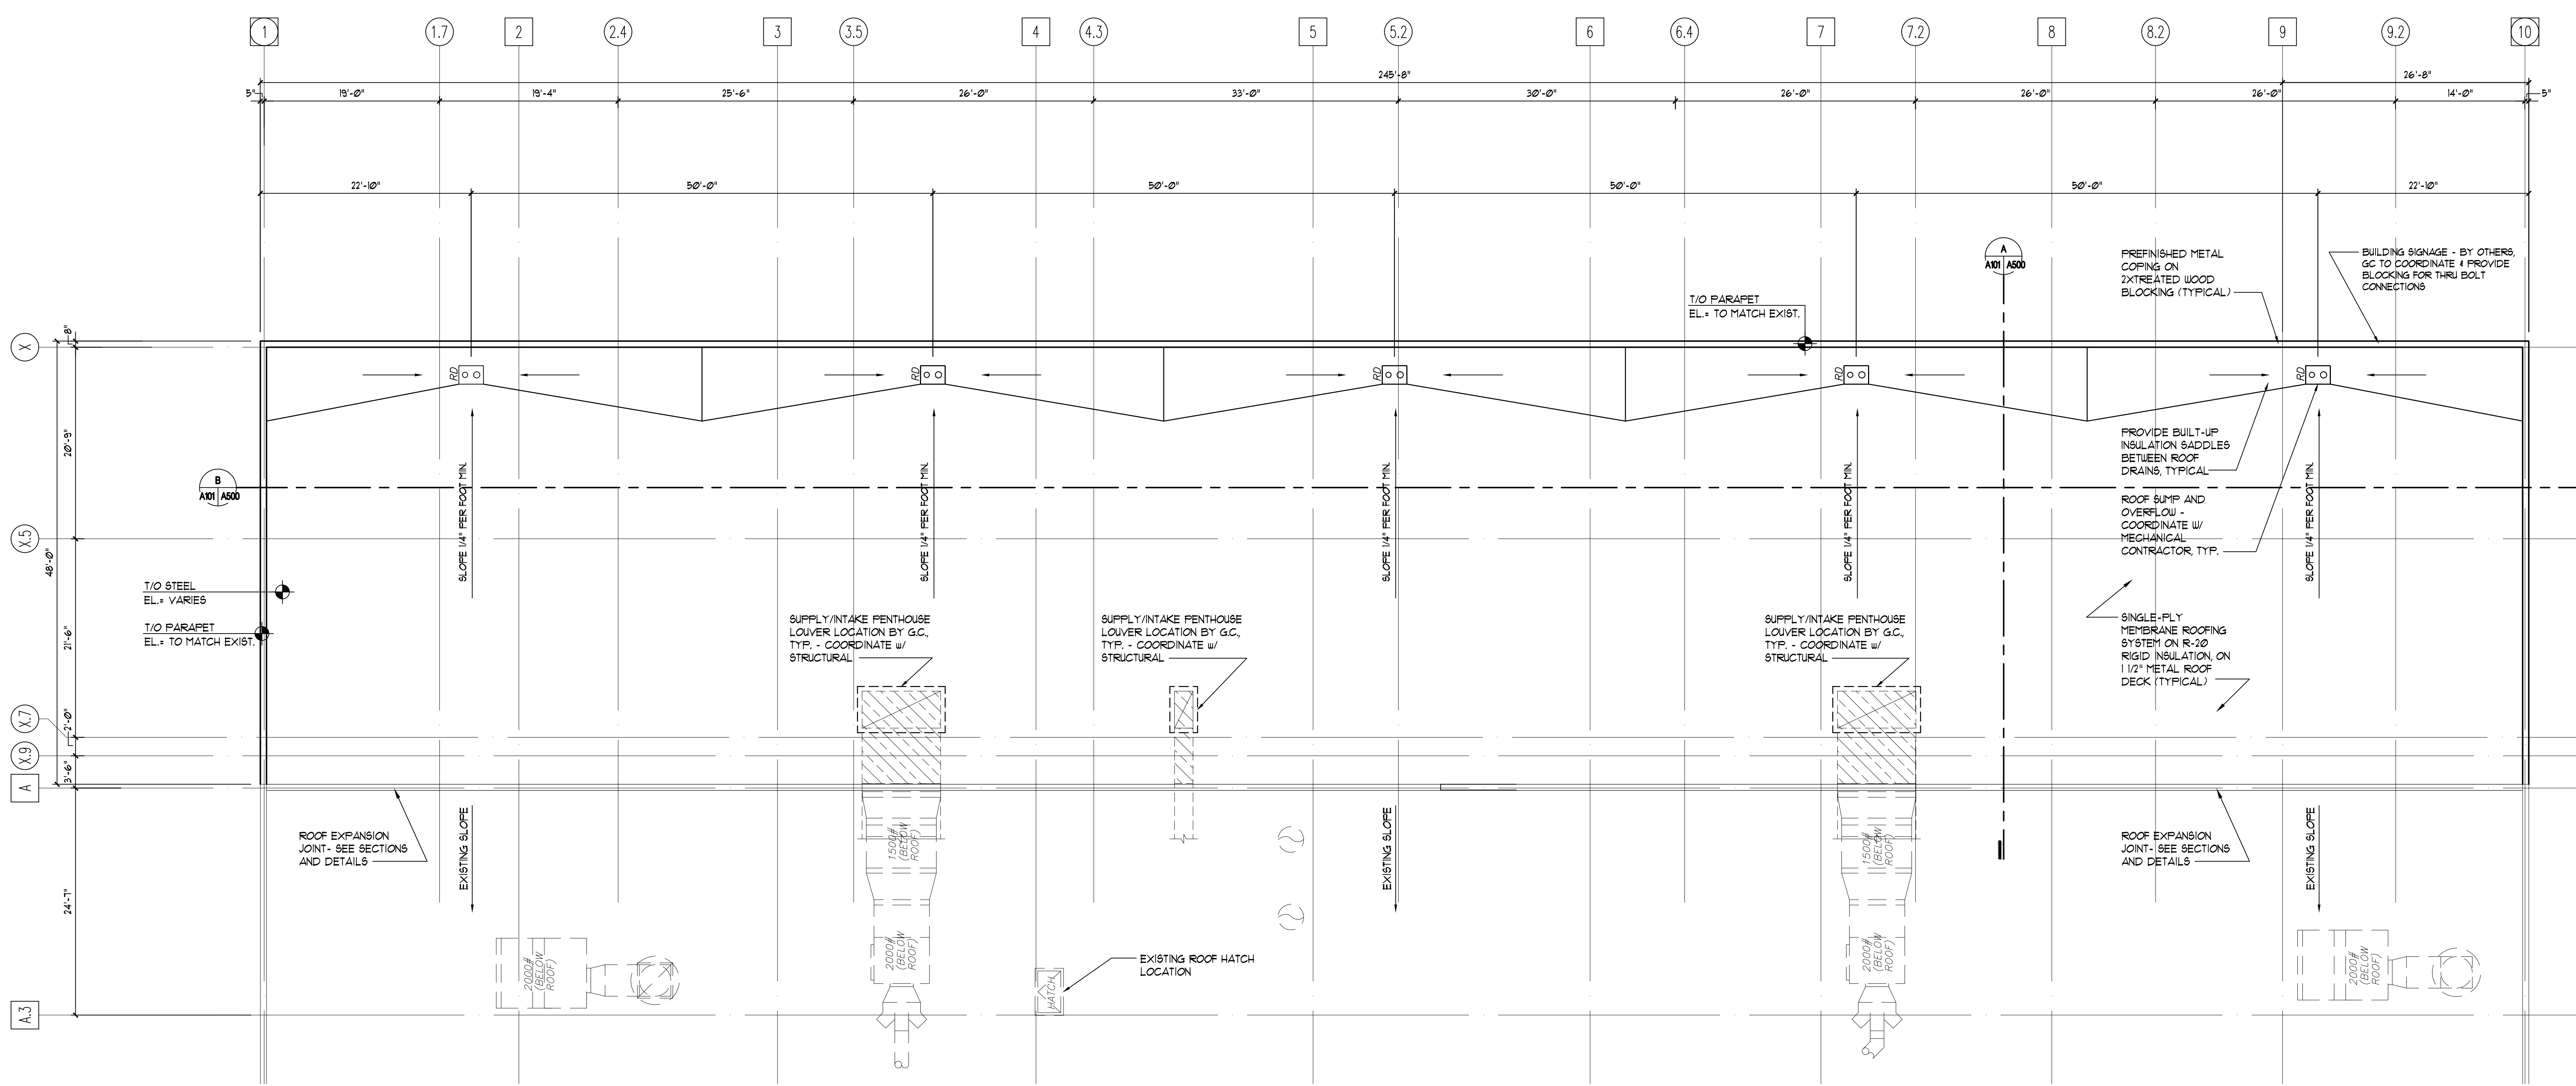 1 1.7 2 2.4 3 3.5 4 4.3 5 5.2 6 6.4 7 7.2 8 8.2 9 9.2 10
245'-8" 26'-8"
5" 19'-0" 19'-4" 25'-6" 26'-0" 33'-0" 30'-0" 26'-0" 26'-0" 26'-0" 14'-0" 5"
22'-10" 50'-0" 50'-0" 50'-0" 50'-0" 22'-10"
A
A101 A500
PREFINISHED METAL
COPING ON
2XTREATED WOOD
BLOCKING (TYPICAL)
BUILDING SIGNAGE - BY OTHERS,
GC TO COORDINATE & PROVIDE
BLOCKING FOR THRU BOLT
CONNECTIONS
T/O PARAPET
EL.= TO MATCH EXIST.
X
8"
RD
RD
RD
RD
RD
20'-9"
PROVIDE BUILT-UP
INSULATION SADDLES
BETWEEN ROOF
DRAINS, TYPICAL
B
A101 A500
SLOPE 1/4" PER FOOT MIN.
SLOPE 1/4" PER FOOT MIN.
SLOPE 1/4" PER FOOT MIN.
SLOPE 1/4" PER FOOT MIN.
SLOPE 1/4" PER FOOT MIN.
ROOF SUMP AND
OVERFLOW -
COORDINATE W/
MECHANICAL
CONTRACTOR, TYP.
X.5
48'-0"
T/O STEEL
EL.= VARIES
T/O PARAPET
EL.= TO MATCH EXIST.
21'-6"
SUPPLY/INTAKE PENTHOUSE
LOUVER LOCATION BY G.C.,
TYP. - COORDINATE w/
STRUCTURAL
SUPPLY/INTAKE PENTHOUSE
LOUVER LOCATION BY G.C.,
TYP. - COORDINATE w/
STRUCTURAL
SUPPLY/INTAKE PENTHOUSE
LOUVER LOCATION BY G.C.,
TYP. - COORDINATE w/
STRUCTURAL
SINGLE-PLY
MEMBRANE ROOFING
SYSTEM ON R-20
RIGID INSULATION, ON
1 1/2" METAL ROOF
DECK (TYPICAL)
X.7
2'-0"
X.9
3'-6"
A
ROOF EXPANSION
JOINT- SEE SECTIONS
AND DETAILS
EXISTING SLOPE
1500#
(BELOW
ROOF)
EXISTING SLOPE
1500#
(BELOW
ROOF)
ROOF EXPANSION
JOINT- SEE SECTIONS
AND DETAILS
EXISTING SLOPE
24'-7"
2000#
(BELOW
ROOF)
2000#
(BELOW
ROOF)
HATCH
EXISTING ROOF HATCH
LOCATION
2000#
(BELOW
ROOF)
2000#
(BELOW
ROOF)
A.3